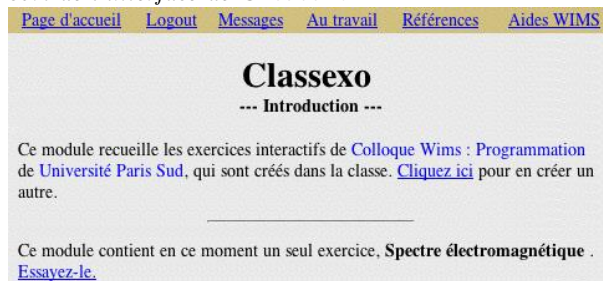 Page d'accueil Logout Messages Au travail Références Aides WIMS
Classexo
--- Introduction ---
Ce module recueille les exercices interactifs de Colloque Wims : Programmation
de Université Paris Sud, qui sont créés dans la classe. Cliquez ici pour en créer un
autre.
Ce module contient en ce moment un seul exercice, Spectre électromagnétique .
Essayez-le.